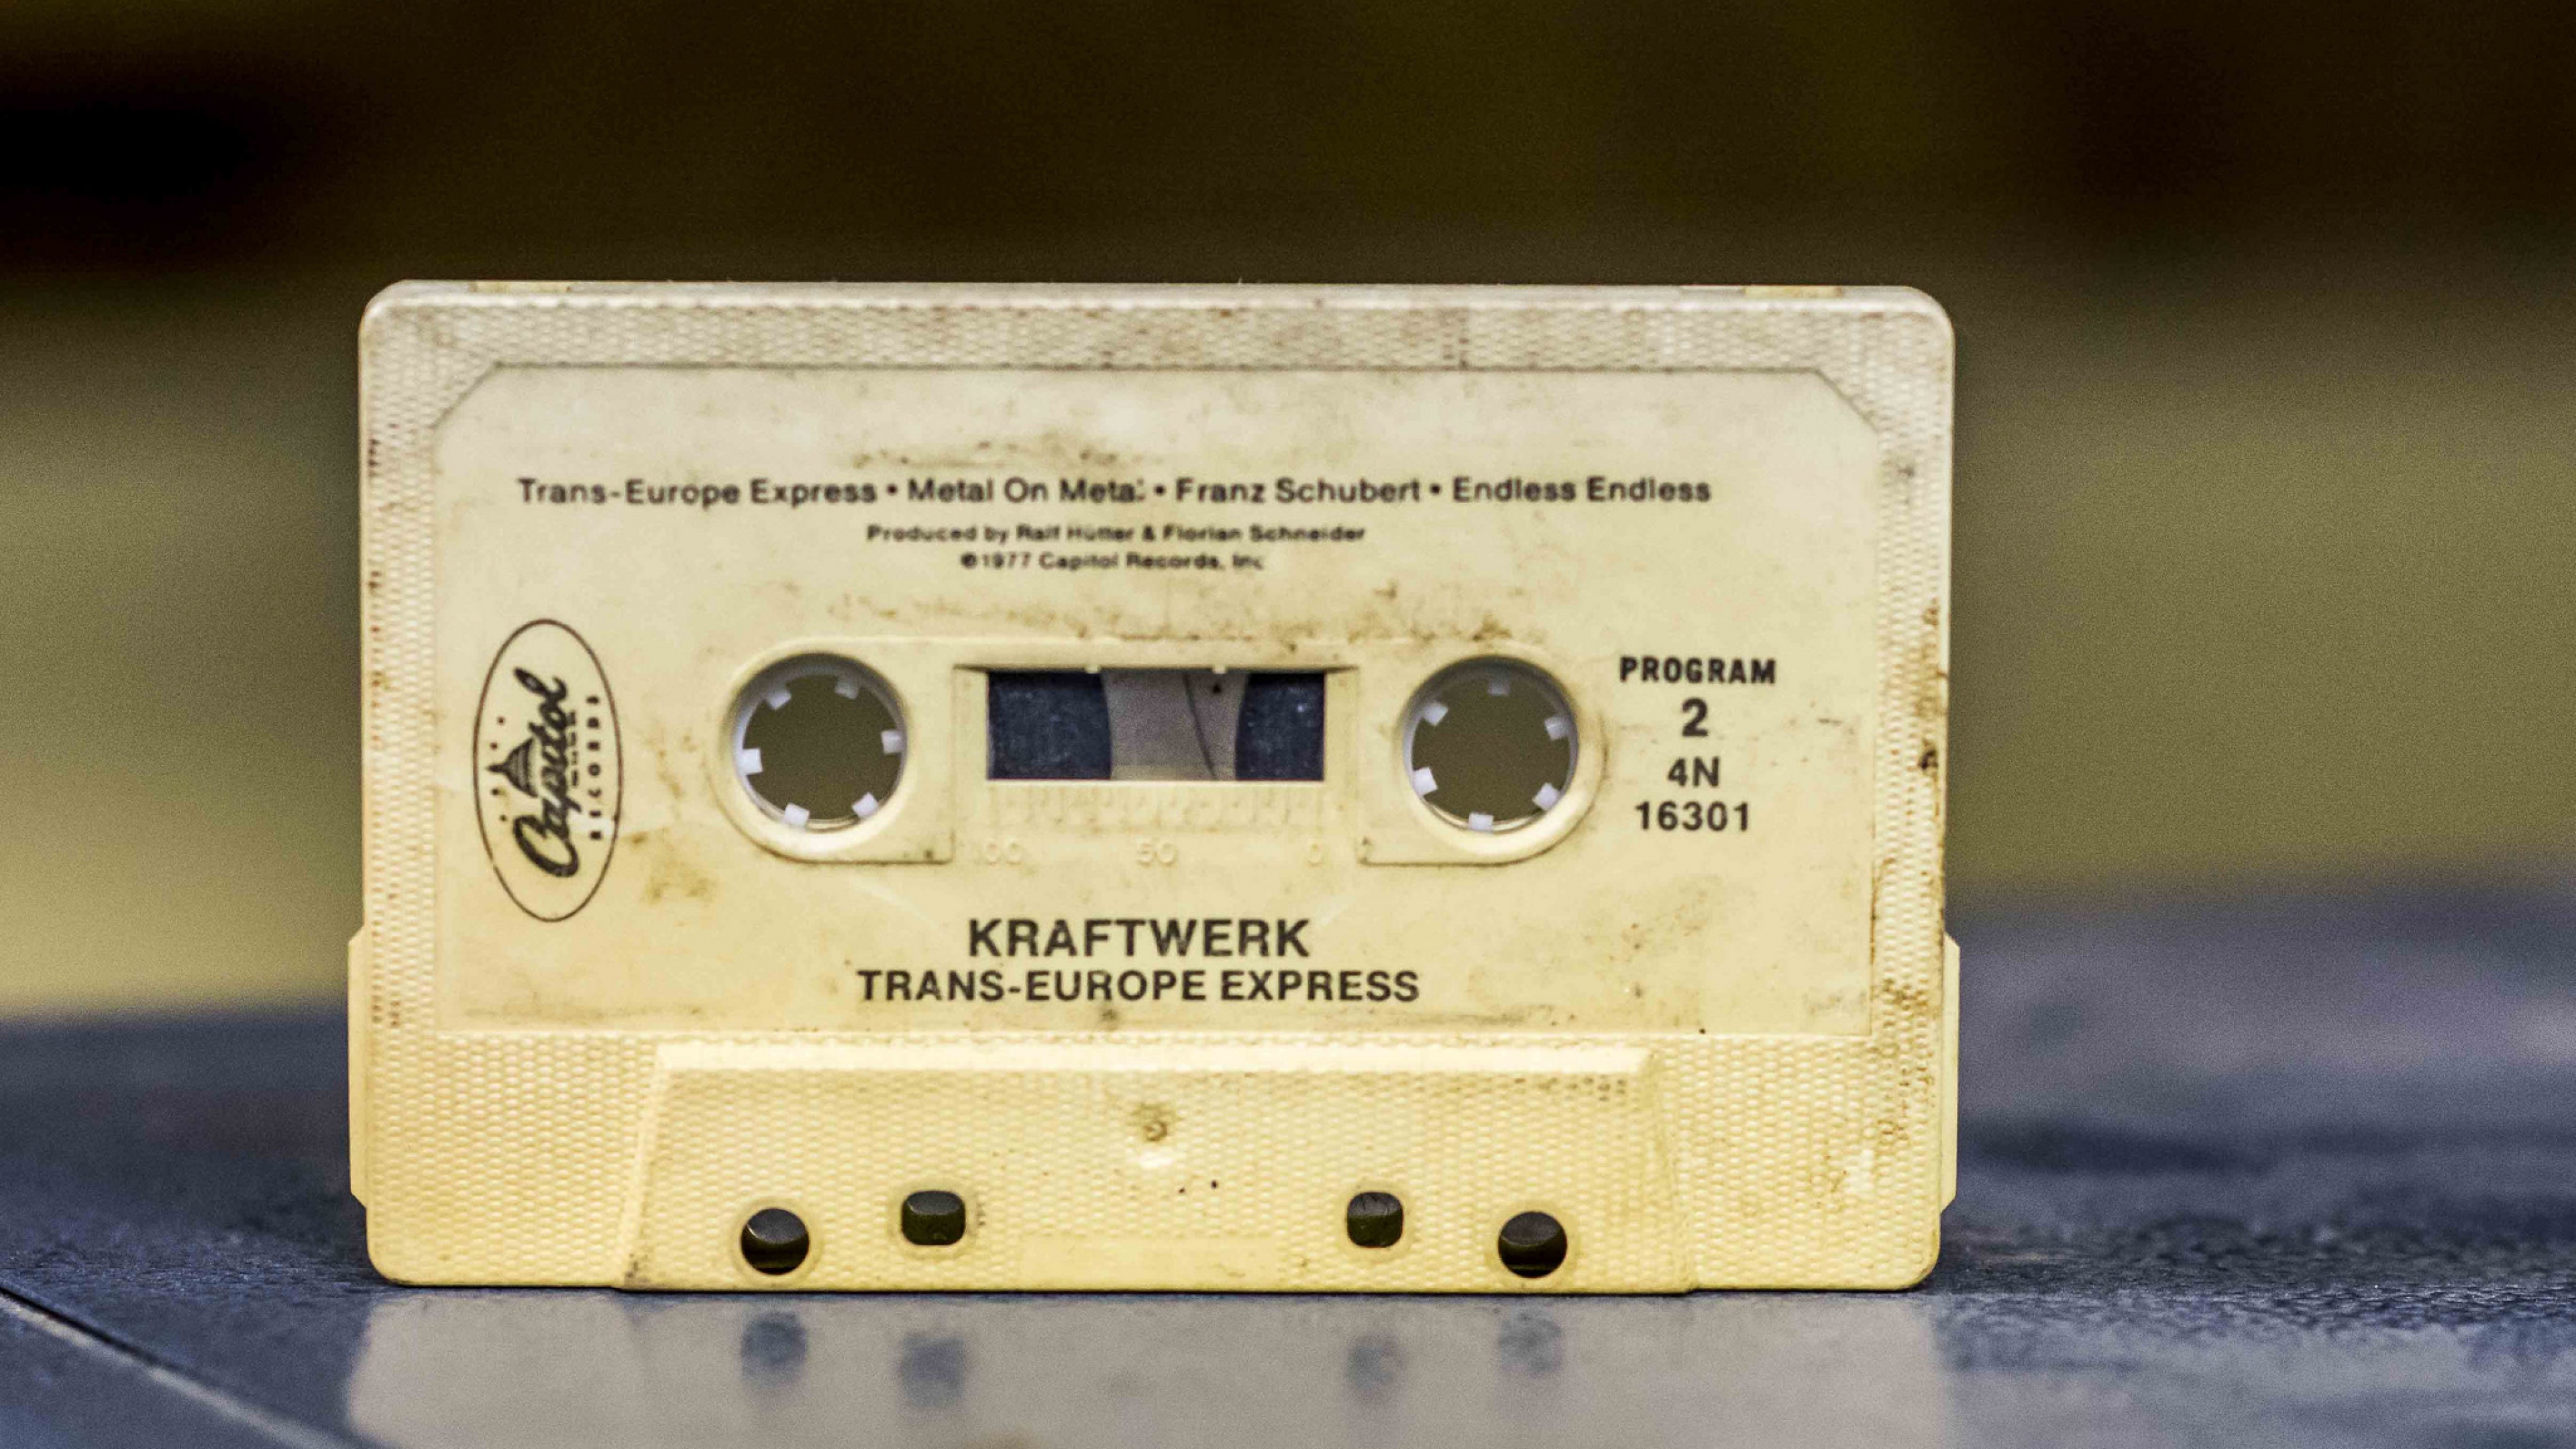 Trans-Europe Express • Metal On Metal • Franz Schubert • Endless Endless
Produced by Ralf Hütter & Florian Schneider
℗1977 Capitol Records, Inc
Capitol
RECORDS
PROGRAM
2
4N
16301
100 50 0
KRAFTWERK
TRANS-EUROPE EXPRESS